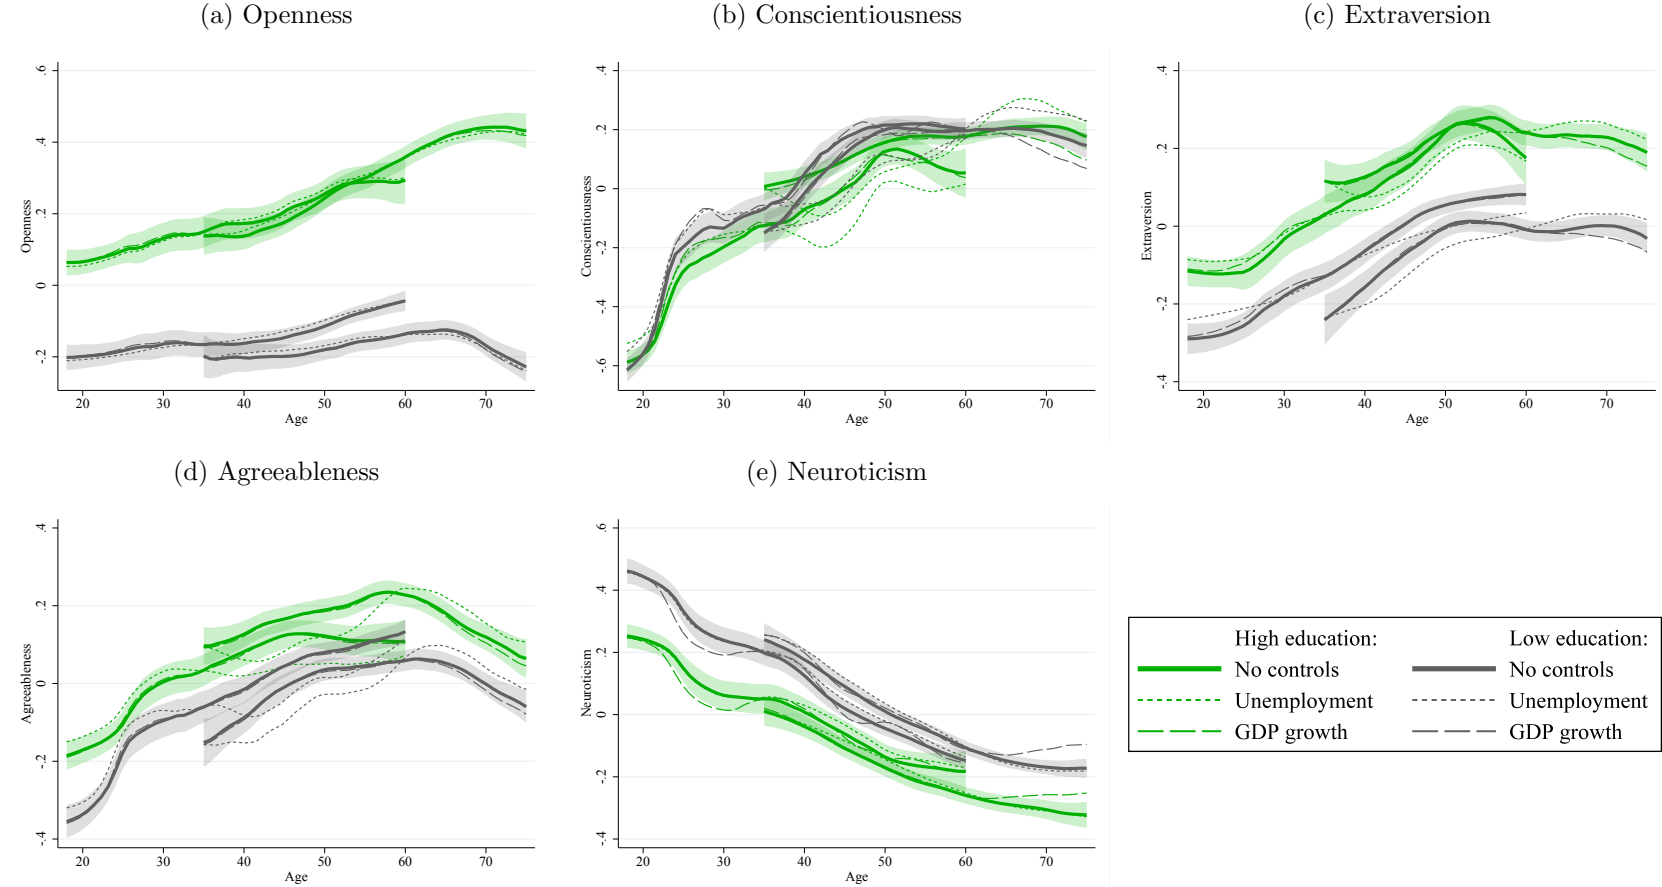 (a) Openness
(b) Conscientiousness
(c) Extraversion
.6
.4
.2
0
-.2
Openness
20 30 40 50 60 70
Age
.4
.2
0
-.2
-.4
-.6
Conscientiousness
20 30 40 50 60 70
Age
.4
.2
0
-.2
-.4
Extraversion
20 30 40 50 60 70
Age
(d) Agreeableness
(e) Neuroticism
.4
.2
0
-.2
-.4
Agreeableness
20 30 40 50 60 70
Age
.6
.4
.2
0
-.2
-.4
Neuroticism
20 30 40 50 60 70
Age
High education: Low education:
No controls No controls
Unemployment Unemployment
GDP growth GDP growth